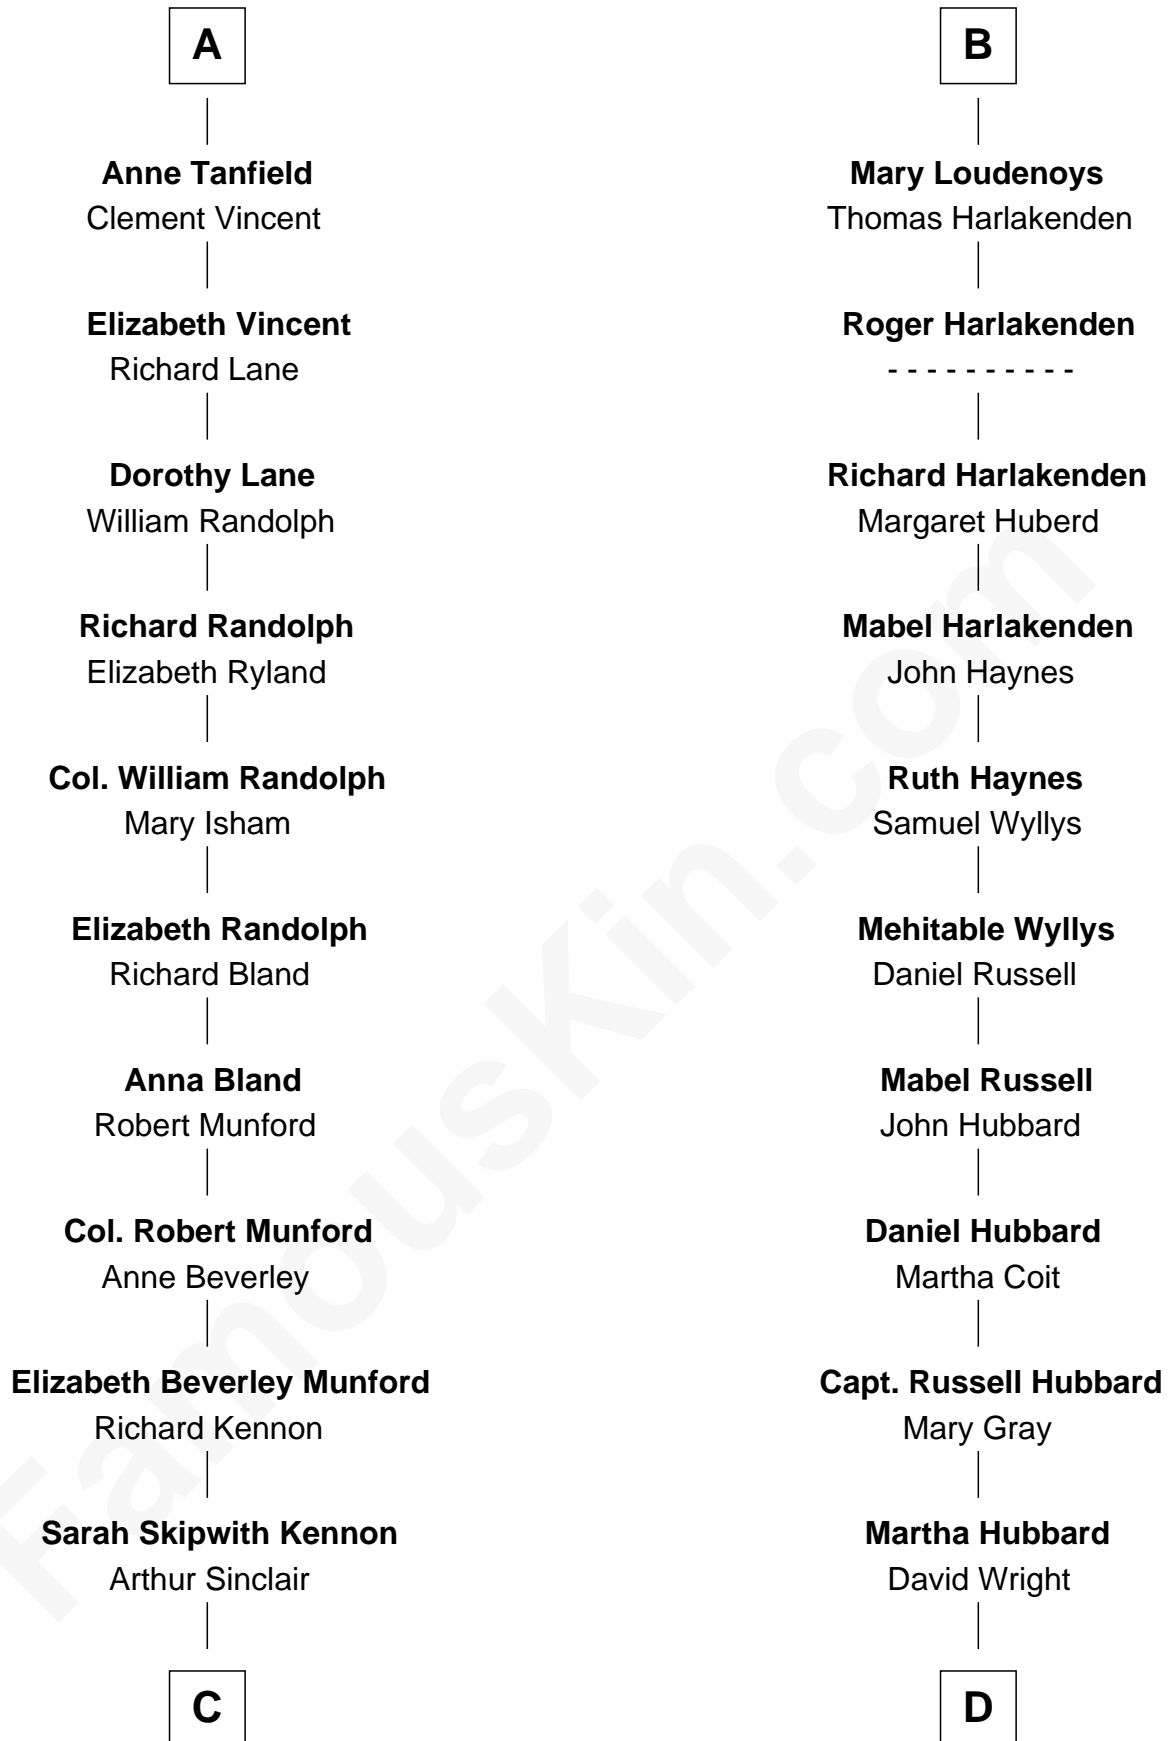 A
Anne Tanfield
Clement Vincent
Elizabeth Vincent
Richard Lane
Dorothy Lane
William Randolph
Richard Randolph
Elizabeth Ryland
Col. William Randolph
Mary Isham
Elizabeth Randolph
Richard Bland
Anna Bland
Robert Munford
Col. Robert Munford
Anne Beverley
Elizabeth Beverley Munford
Richard Kennon
Sarah Skipwith Kennon
Arthur Sinclair
C
B
Mary Loudenoys
Thomas Harlakenden
Roger Harlakenden
- - - - - - - - - -
Richard Harlakenden
Margaret Huberd
Mabel Harlakenden
John Haynes
Ruth Haynes
Samuel Wyllys
Mehitable Wyllys
Daniel Russell
Mabel Russell
John Hubbard
Daniel Hubbard
Martha Coit
Capt. Russell Hubbard
Mary Gray
Martha Hubbard
David Wright
D
FamousKin.com